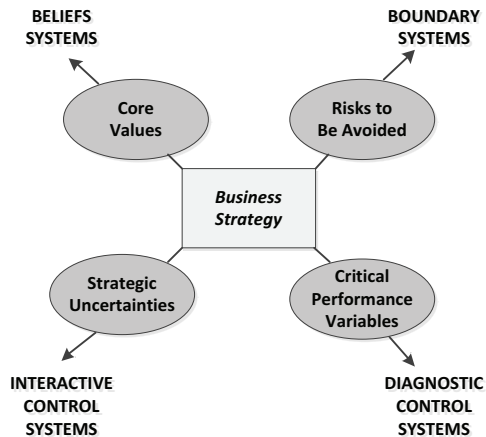 BELIEFS
SYSTEMS
BOUNDARY
SYSTEMS
Core
Values
Risks to
Be Avoided
Business
Strategy
Strategic
Uncertainties
Critical
Performance
Variables
INTERACTIVE
CONTROL
SYSTEMS
DIAGNOSTIC
CONTROL
SYSTEMS